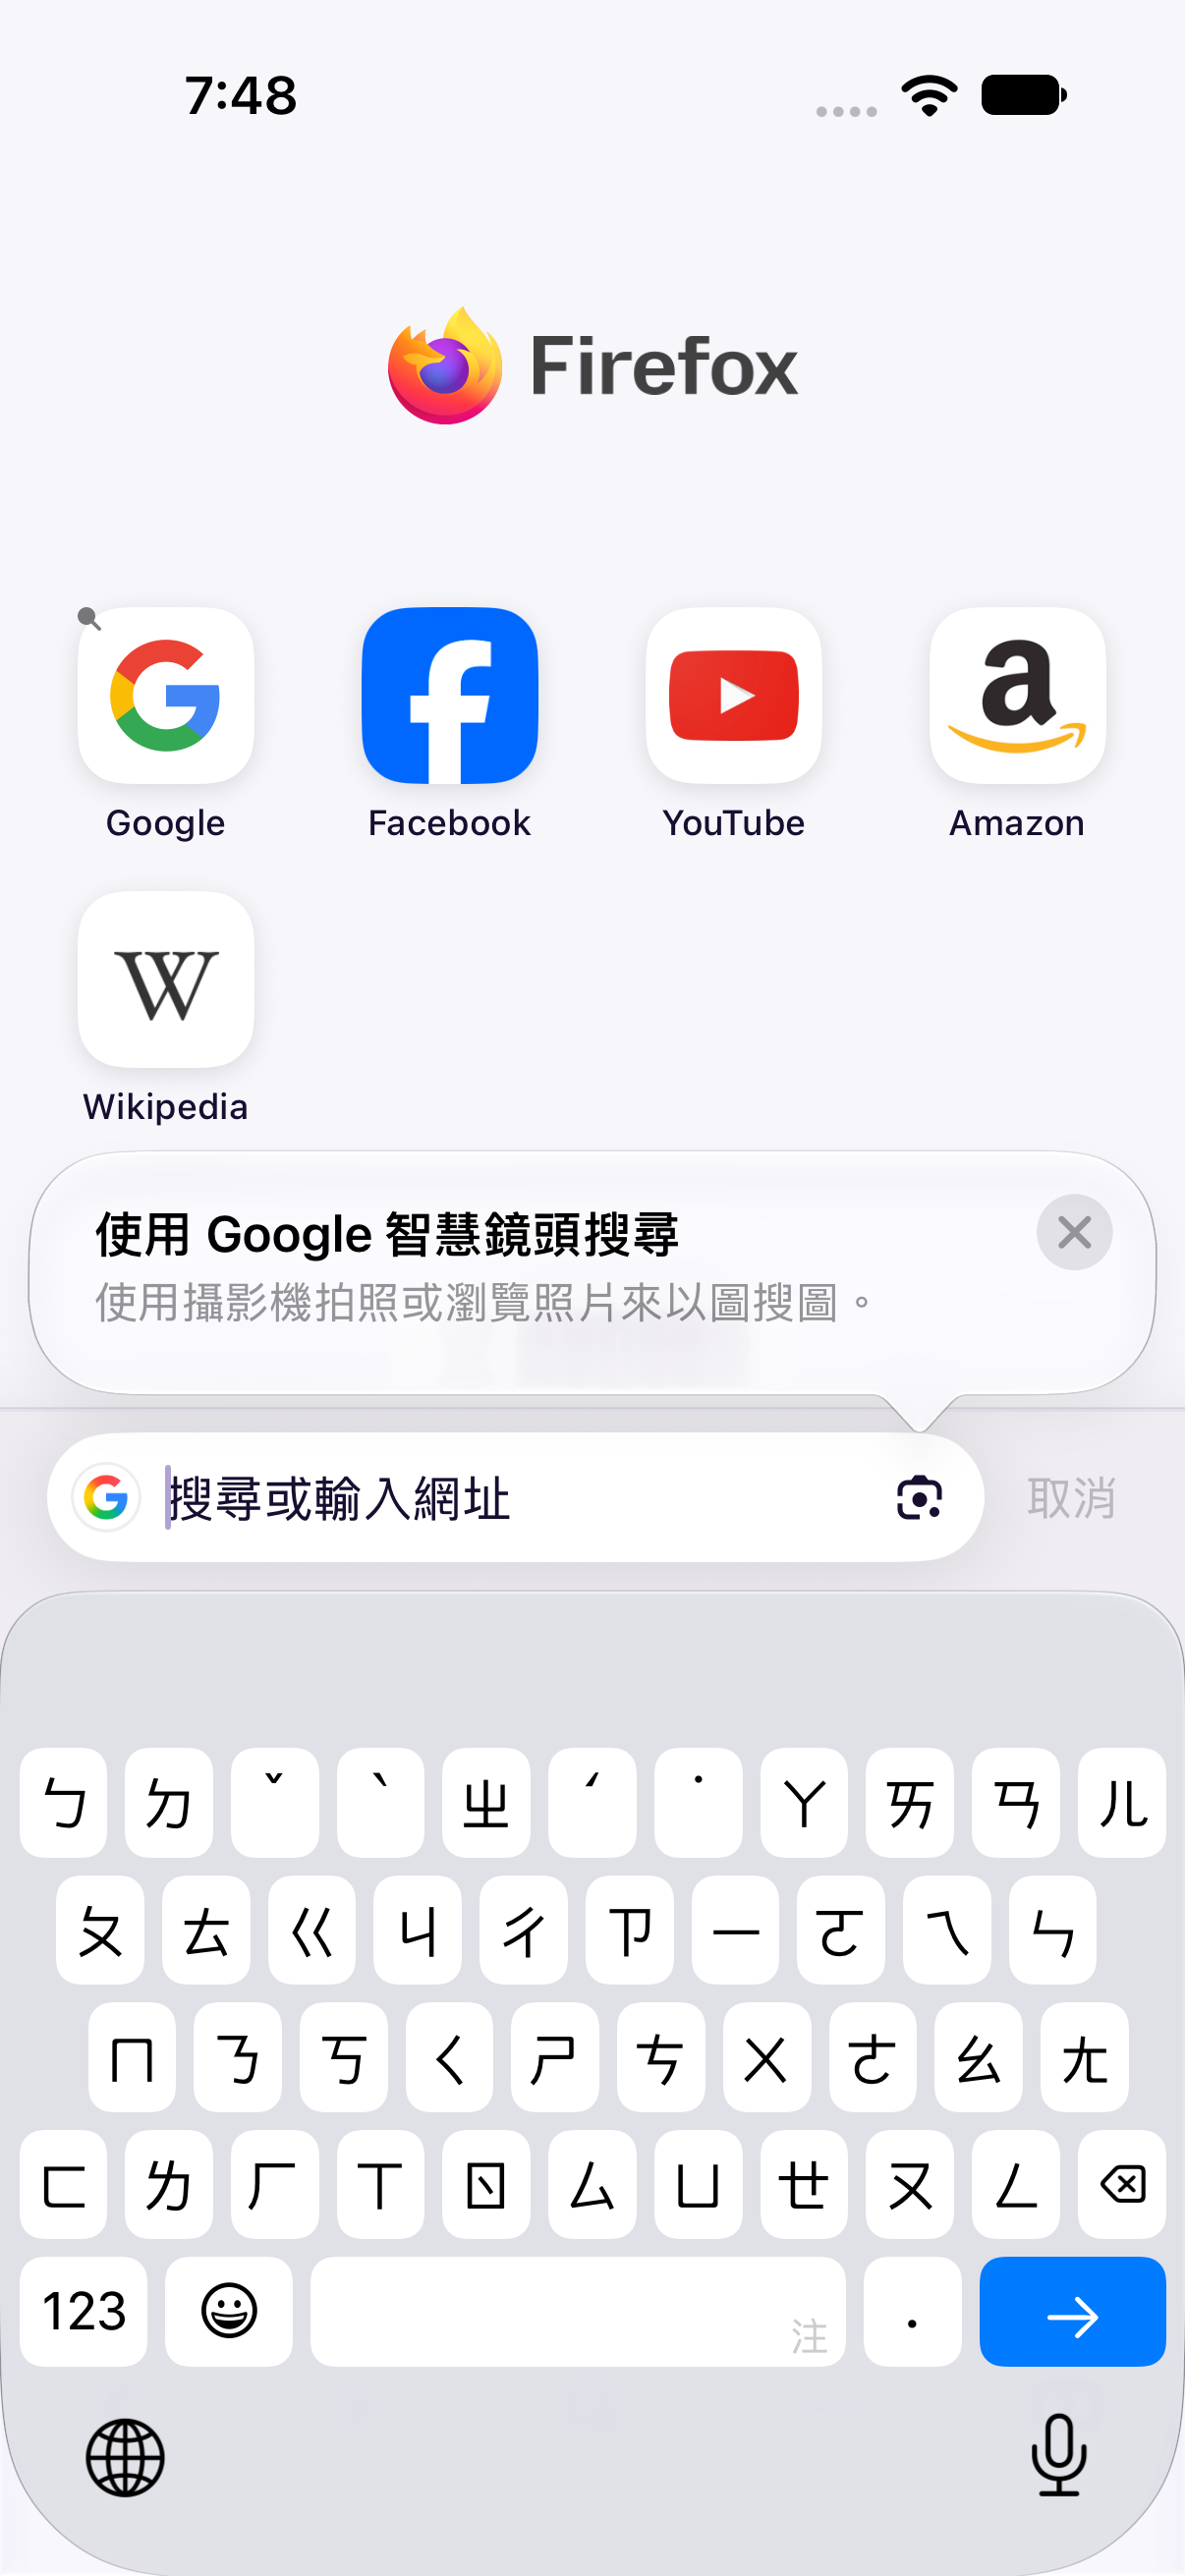 7:48
Firefox
Google
Facebook
YouTube
Amazon
Wikipedia
使用 Google 智慧鏡頭搜尋
使用攝影機拍照或瀏覽照片來以圖搜圖。
搜尋或輸入網址
取消
ㄅ ㄉ ˇ ˋ ㄓ ˊ ˙ ㄚ ㄞ ㄢ ㄦ
ㄆ ㄊ ㄍ ㄐ ㄔ ㄗ ㄧ ㄛ ㄟ ㄣ
ㄇ ㄋ ㄎ ㄑ ㄕ ㄘ ㄨ ㄜ ㄠ ㄤ
ㄈ ㄌ ㄏ ㄒ ㄖ ㄙ ㄩ ㄝ ㄡ ㄥ
123 注 .